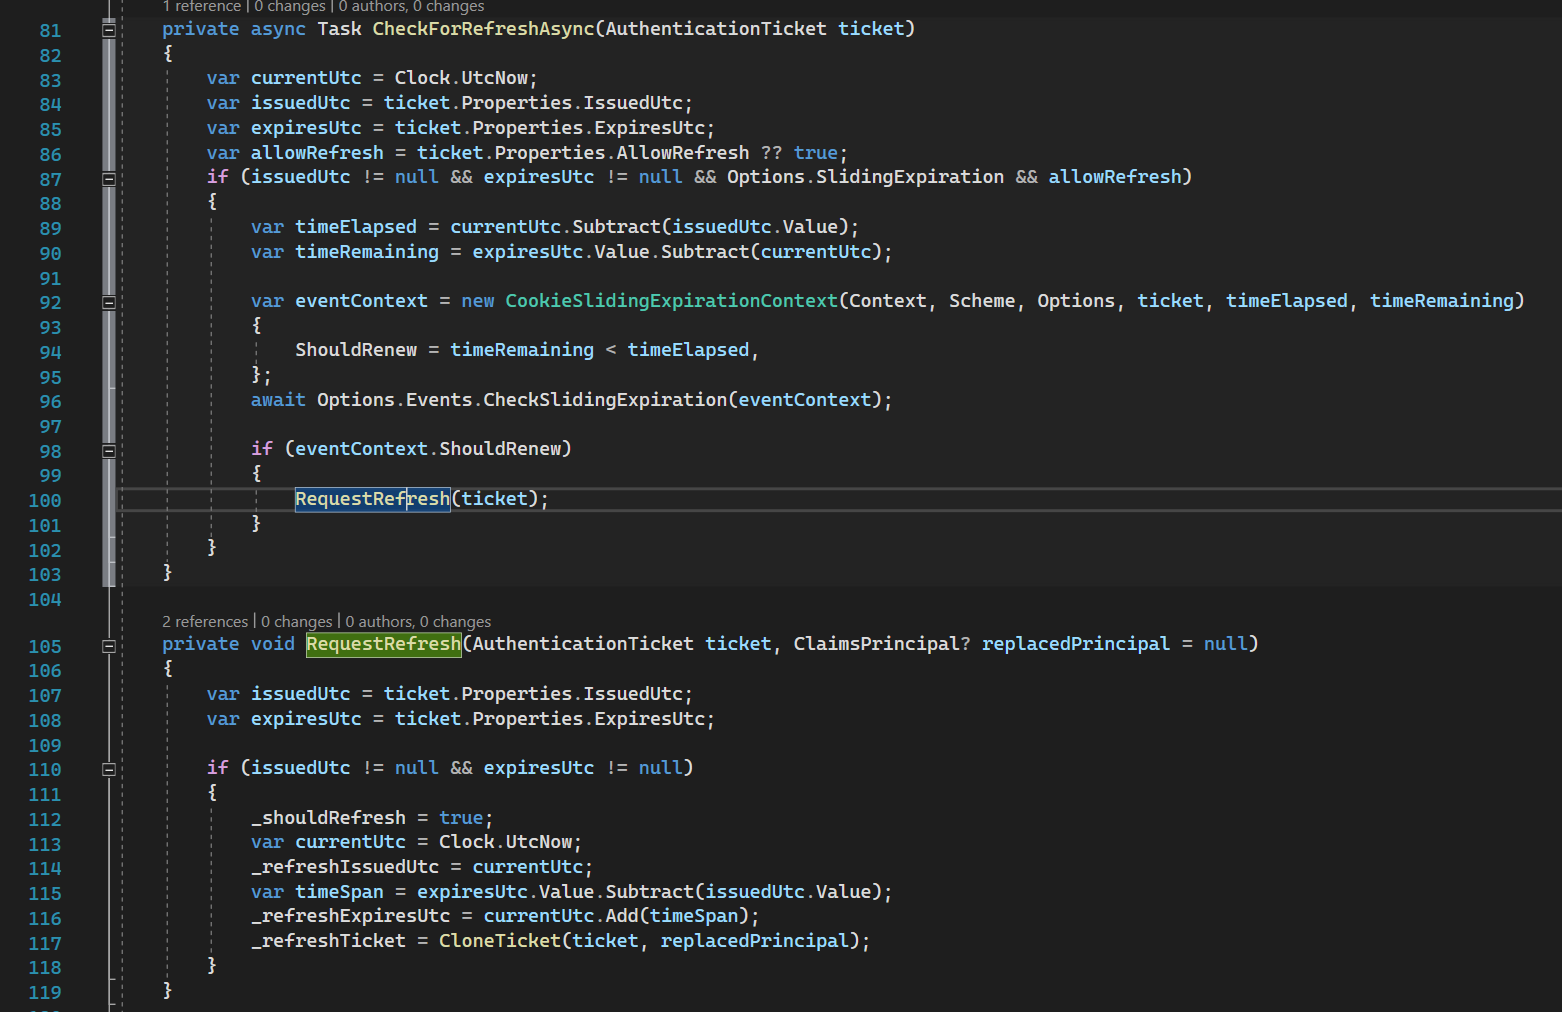 1 reference | 0 changes | 0 authors, 0 changes
81 private async Task CheckForRefreshAsync(AuthenticationTicket ticket)
82 {
83 var currentUtc = Clock.UtcNow;
84 var issuedUtc = ticket.Properties.IssuedUtc;
85 var expiresUtc = ticket.Properties.ExpiresUtc;
86 var allowRefresh = ticket.Properties.AllowRefresh ?? true;
87 if (issuedUtc != null && expiresUtc != null && Options.SlidingExpiration && allowRefresh)
88 {
89 var timeElapsed = currentUtc.Subtract(issuedUtc.Value);
90 var timeRemaining = expiresUtc.Value.Subtract(currentUtc);
91
92 var eventContext = new CookieSlidingExpirationContext(Context, Scheme, Options, ticket, timeElapsed, timeRemaining)
93 {
94 ShouldRenew = timeRemaining < timeElapsed,
95 };
96 await Options.Events.CheckSlidingExpiration(eventContext);
97
98 if (eventContext.ShouldRenew)
99 {
100 RequestRefresh(ticket);
101 }
102 }
103 }
104
2 references | 0 changes | 0 authors, 0 changes
105 private void RequestRefresh(AuthenticationTicket ticket, ClaimsPrincipal? replacedPrincipal = null)
106 {
107 var issuedUtc = ticket.Properties.IssuedUtc;
108 var expiresUtc = ticket.Properties.ExpiresUtc;
109
110 if (issuedUtc != null && expiresUtc != null)
111 {
112 _shouldRefresh = true;
113 var currentUtc = Clock.UtcNow;
114 _refreshIssuedUtc = currentUtc;
115 var timeSpan = expiresUtc.Value.Subtract(issuedUtc.Value);
116 _refreshExpiresUtc = currentUtc.Add(timeSpan);
117 _refreshTicket = CloneTicket(ticket, replacedPrincipal);
118 }
119 }